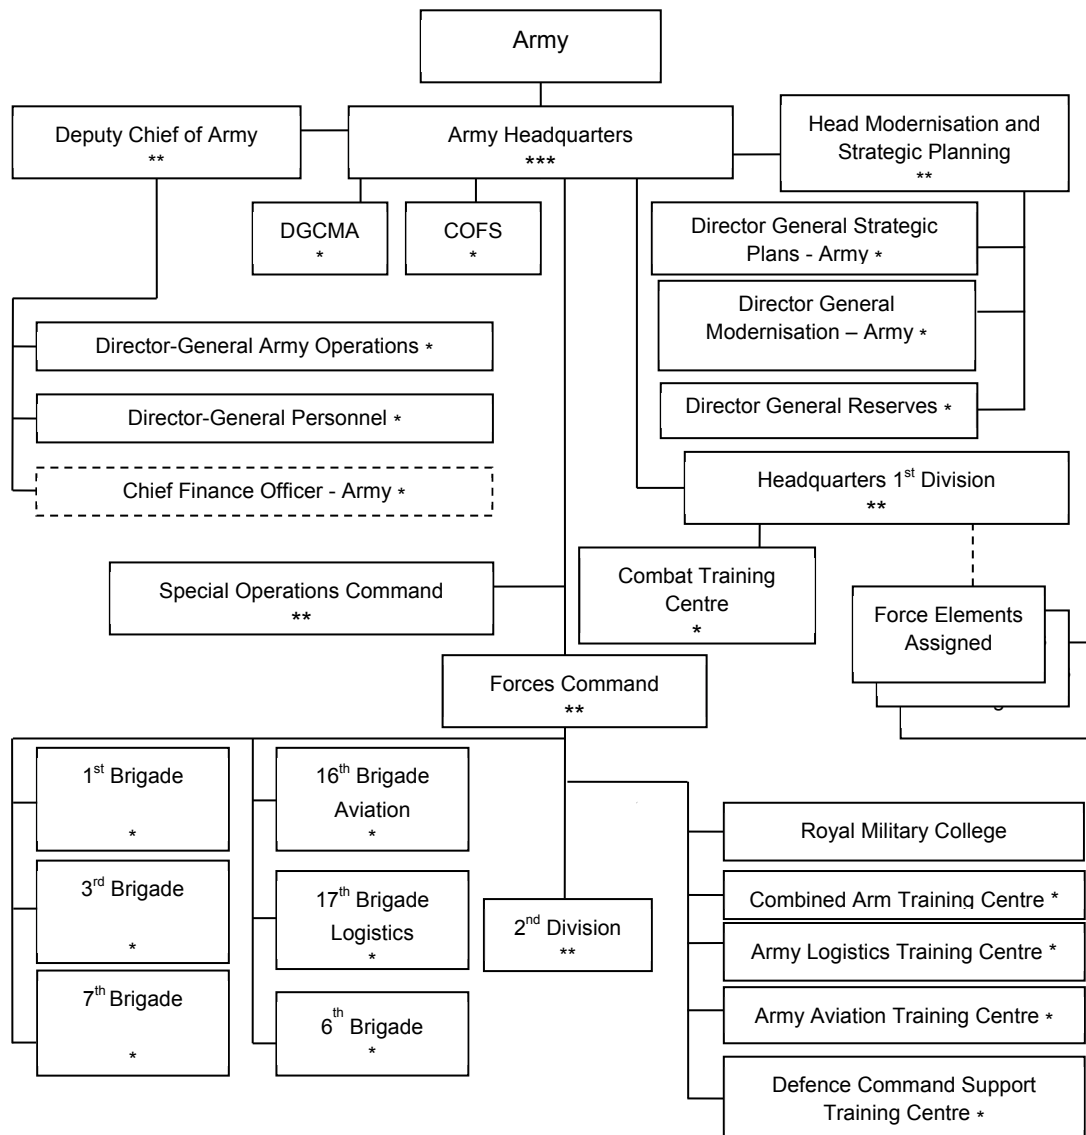 Army
Deputy Chief of Army
**
Army Headquarters
***
Head Modernisation and
Strategic Planning
**
DGCMA
*
COFS
*
Director General Strategic
Plans - Army *
Director General
Modernisation – Army *
Director General Reserves *
Director-General Army Operations *
Director-General Personnel *
Chief Finance Officer - Army *
Headquarters 1st Division
**
Special Operations Command
**
Combat Training
Centre
*
Force Elements
Assigned
Forces Command
**
1st Brigade
*
3rd Brigade
*
7th Brigade
*
16th Brigade
Aviation
*
17th Brigade
Logistics
*
6th Brigade
*
2nd Division
**
Royal Military College
Combined Arm Training Centre *
Army Logistics Training Centre *
Army Aviation Training Centre *
Defence Command Support
Training Centre *